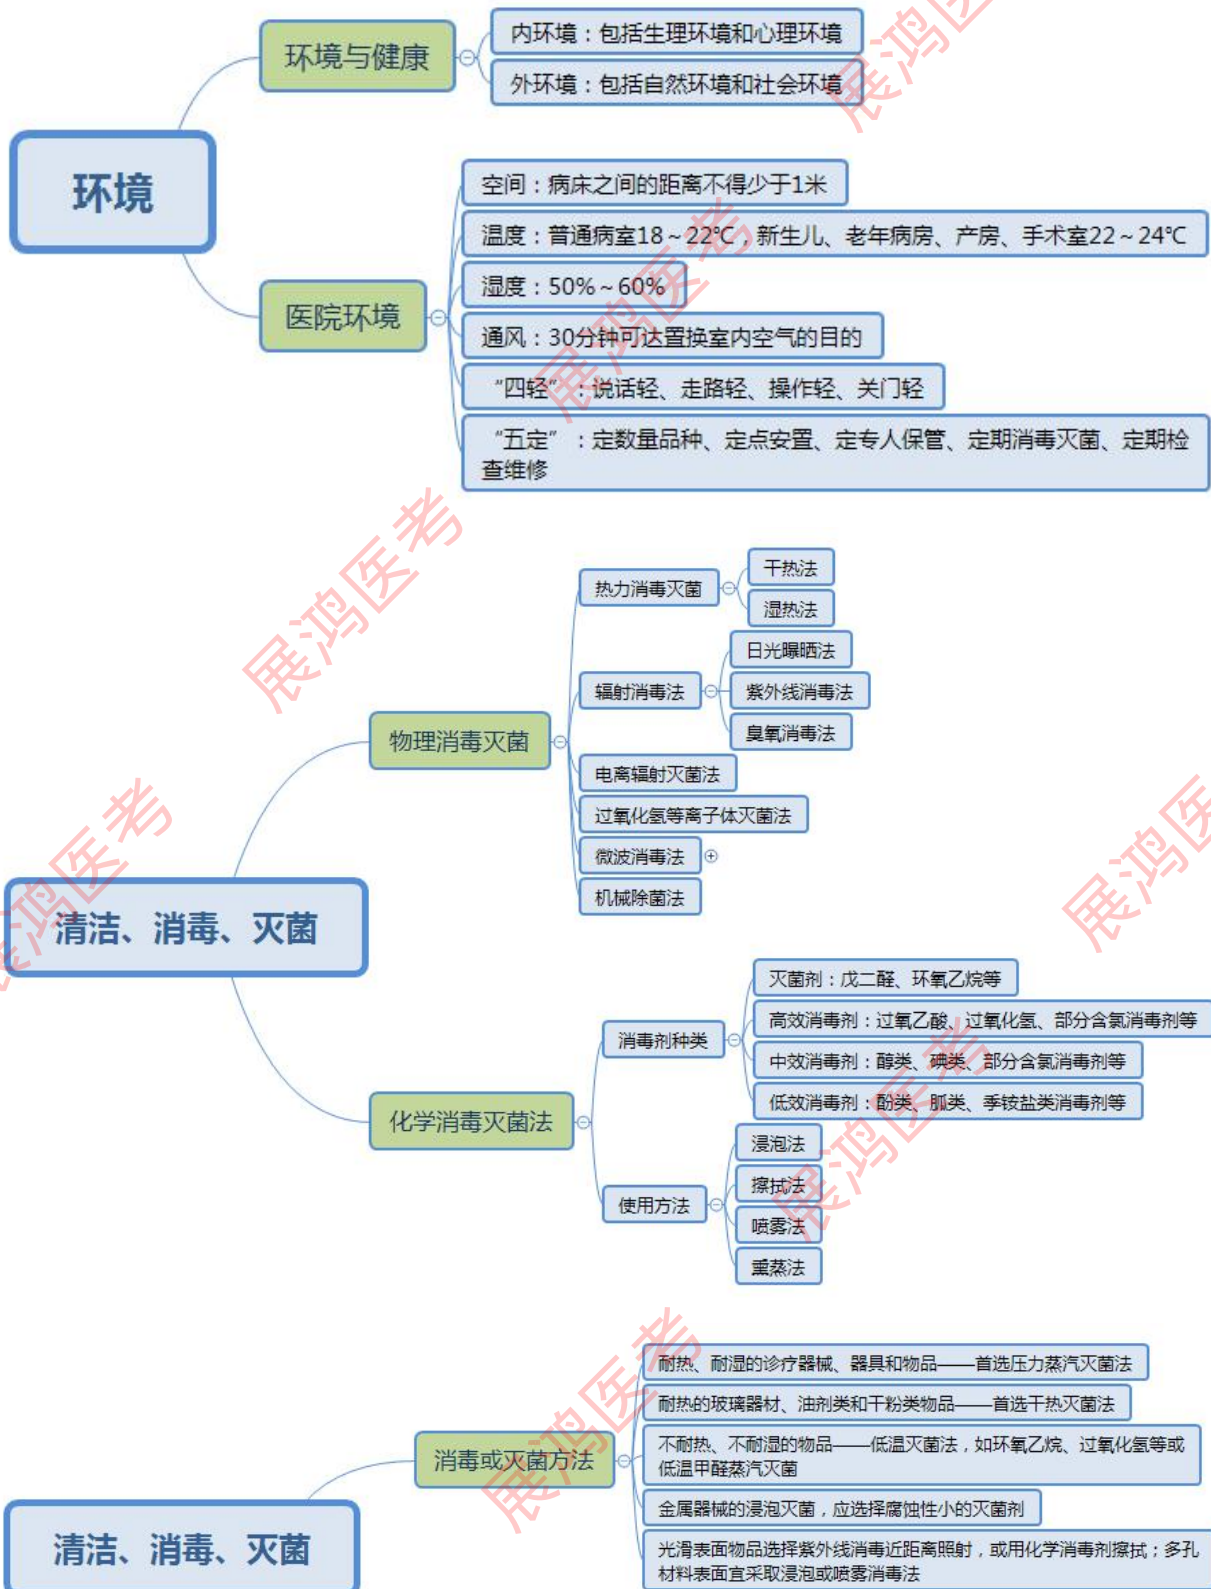 环境与健康
内环境：包括生理环境和心理环境
外环境：包括自然环境和社会环境
环境
医院环境
空间：病床之间的距离不得少于1米
温度：普通病室18～22℃，新生儿、老年病房、产房、手术室22～24℃
湿度：50%～60%
通风：30分钟可达置换室内空气的目的
“四轻”：说话轻、走路轻、操作轻、关门轻
“五定”：定数量品种、定点安置、定专人保管、定期消毒灭菌、定期检
查维修
清洁、消毒、灭菌
物理消毒灭菌
热力消毒灭菌
干热法
湿热法
辐射消毒法
日光曝晒法
紫外线消毒法
臭氧消毒法
电离辐射灭菌法
过氧化氢等离子体灭菌法
微波消毒法
机械除菌法
化学消毒灭菌法
消毒剂种类
灭菌剂：戊二醛、环氧乙烷等
高效消毒剂：过氧乙酸、过氧化氢、部分含氯消毒剂等
中效消毒剂：醇类、碘类、部分含氯消毒剂等
低效消毒剂：酚类、胍类、季铵盐类消毒剂等
使用方法
浸泡法
擦拭法
喷雾法
熏蒸法
清洁、消毒、灭菌
消毒或灭菌方法
耐热、耐湿的诊疗器械、器具和物品——首选压力蒸汽灭菌法
耐热的玻璃器材、油剂类和干粉类物品——首选干热灭菌法
不耐热、不耐湿的物品——低温灭菌法，如环氧乙烷、过氧化氢等或
低温甲醛蒸汽灭菌
金属器械的浸泡灭菌，应选择腐蚀性小的灭菌剂
光滑表面物品选择紫外线消毒近距离照射，或用化学消毒剂擦拭；多孔
材料表面宜采取浸泡或喷雾消毒法
展鸿医考
展鸿医考
展鸿医考
展鸿医考
展鸿医
展鸿医考
展鸿医考